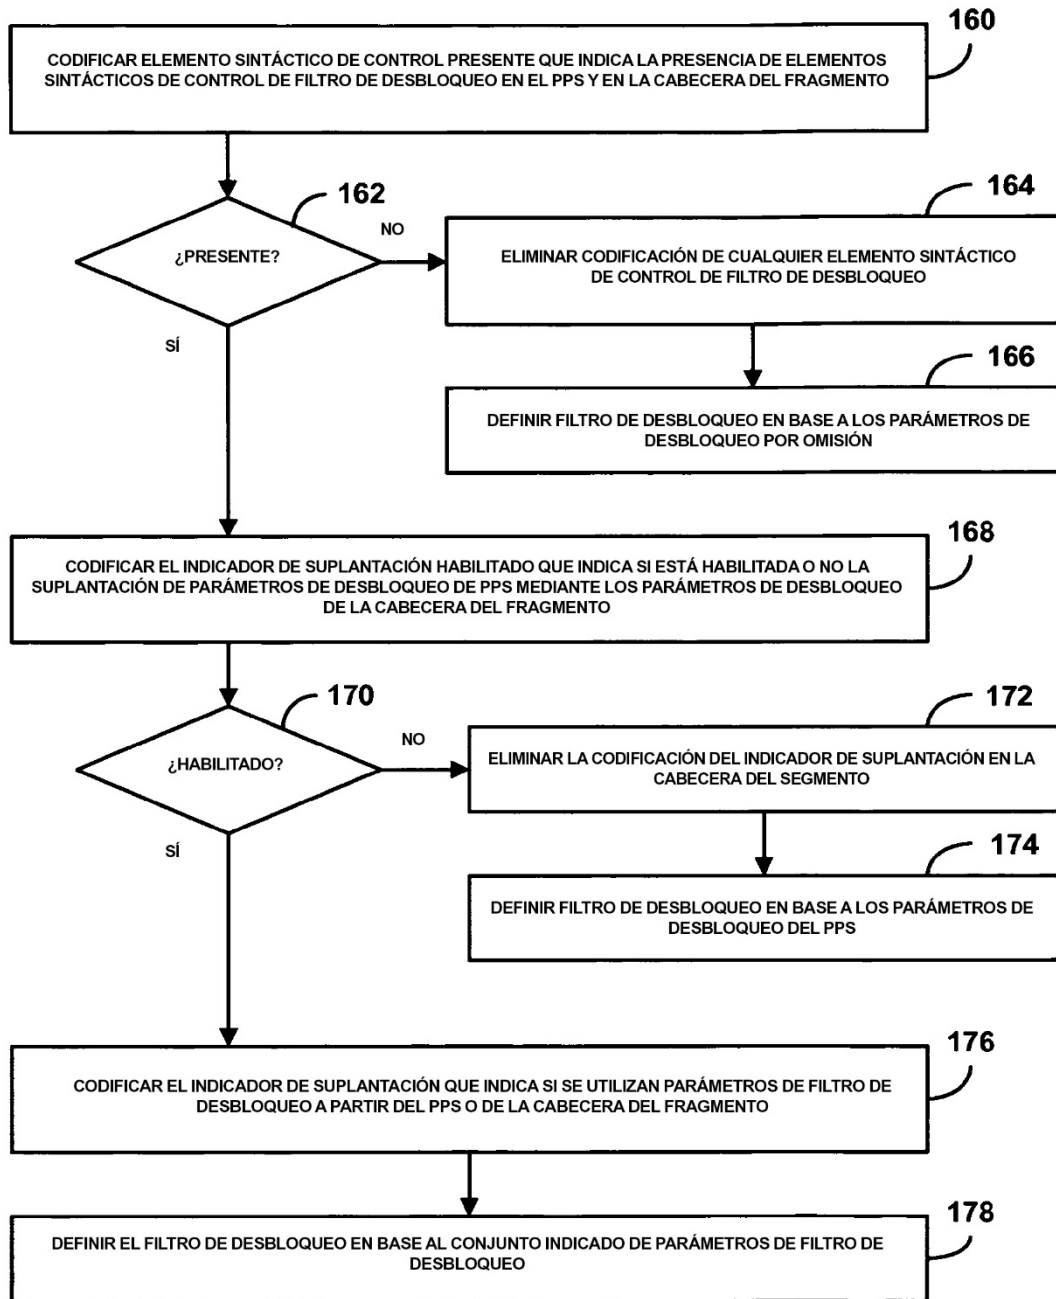 160
CODIFICAR ELEMENTO SINTÁCTICO DE CONTROL PRESENTE QUE INDICA LA PRESENCIA DE ELEMENTOS
SINTÁCTICOS DE CONTROL DE FILTRO DE DESBLOQUEO EN EL PPS Y EN LA CABECERA DEL FRAGMENTO
162
¿PRESENTE?
NO
SÍ
164
ELIMINAR CODIFICACIÓN DE CUALQUIER ELEMENTO SINTÁCTICO
DE CONTROL DE FILTRO DE DESBLOQUEO
166
DEFINIR FILTRO DE DESBLOQUEO EN BASE A LOS PARÁMETROS DE
DESBLOQUEO POR OMISIÓN
168
CODIFICAR EL INDICADOR DE SUPLANTACIÓN HABILITADO QUE INDICA SI ESTÁ HABILITADA O NO LA
SUPLANTACIÓN DE PARÁMETROS DE DESBLOQUEO DE PPS MEDIANTE LOS PARÁMETROS DE DESBLOQUEO
DE LA CABECERA DEL FRAGMENTO
170
¿HABILITADO?
NO
SÍ
172
ELIMINAR LA CODIFICACIÓN DEL INDICADOR DE SUPLANTACIÓN EN LA
CABECERA DEL SEGMENTO
174
DEFINIR FILTRO DE DESBLOQUEO EN BASE A LOS PARÁMETROS DE
DESBLOQUEO DEL PPS
176
CODIFICAR EL INDICADOR DE SUPLANTACIÓN QUE INDICA SI SE UTILIZAN PARÁMETROS DE FILTRO DE
DESBLOQUEO A PARTIR DEL PPS O DE LA CABECERA DEL FRAGMENTO
178
DEFINIR EL FILTRO DE DESBLOQUEO EN BASE AL CONJUNTO INDICADO DE PARÁMETROS DE FILTRO DE
DESBLOQUEO